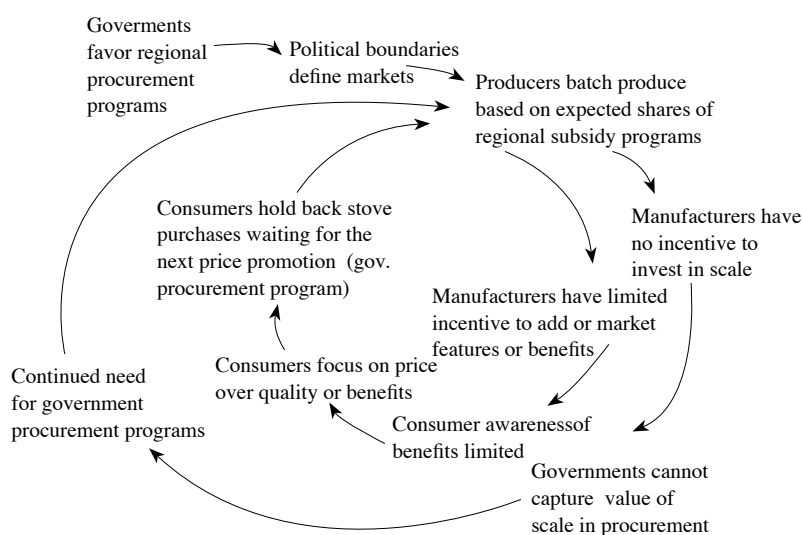 Goverments
favor regional
procurement
programs
Political boundaries
define markets
Producers batch produce
based on expected shares of
regional subsidy programs
Consumers hold back stove
purchases waiting for the
next price promotion  (gov.
procurement program)
Manufacturers have
no incentive to
invest in scale
Manufacturers have limited
incentive to add or market
features or benefits
Consumers focus on price
over quality or benefits
Continued need
for government
procurement programs
Consumer awarenessof
benefits limited
Governments cannot
capture  value of
scale in procurement